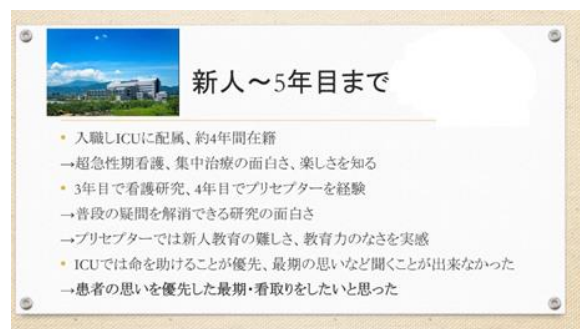 新人～5年目まで
• 入職しICUに配属、約4年間在籍
→超急性期看護、集中治療の面白さ、楽しさを知る
• 3年目で看護研究、4年目でプリセプターを経験
→普段の疑問を解消できる研究の面白さ
→プリセプターでは新人教育の難しさ、教育力のなさを実感
• ICUでは命を助けることが優先、最期の思いなど聞くことが出来なかった
→患者の思いを優先した最期・看取りをしたいと思った